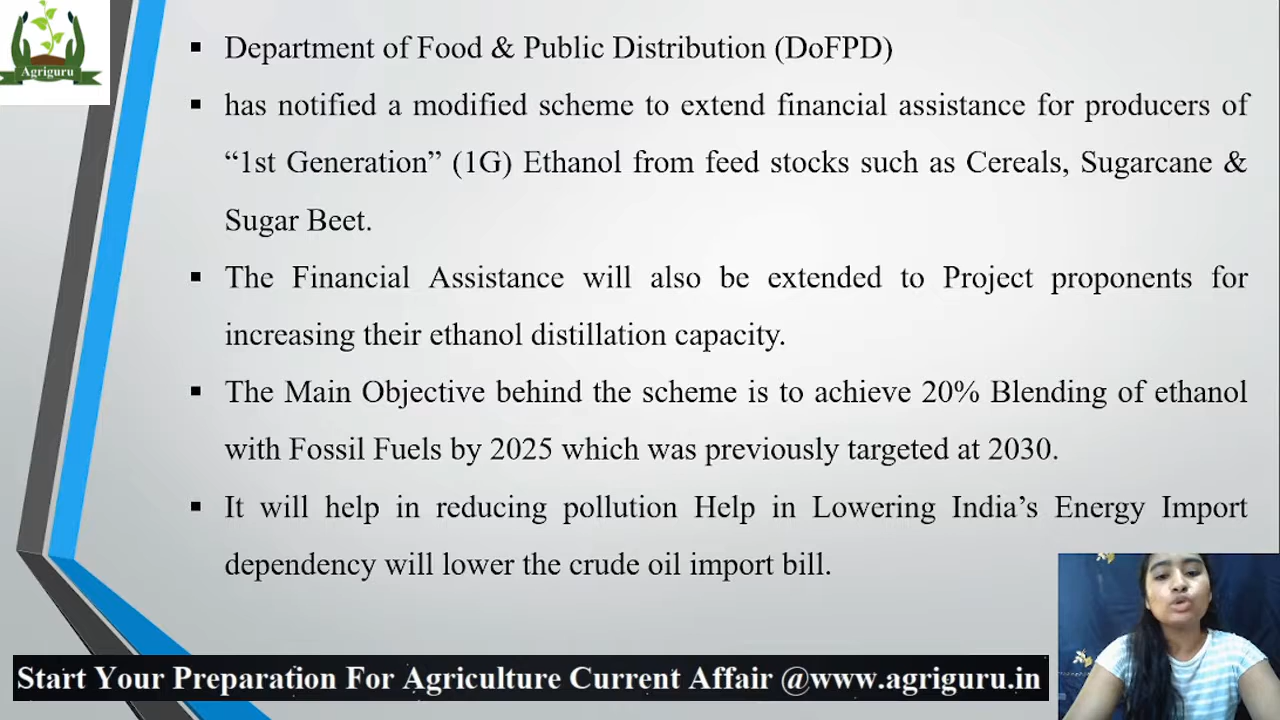 Agriguru
▪ Department of Food & Public Distribution (DoFPD)
▪ has notified a modified scheme to extend financial assistance for producers of
“1st Generation” (1G) Ethanol from feed stocks such as Cereals, Sugarcane &
Sugar Beet.
▪ The Financial Assistance will also be extended to Project proponents for
increasing their ethanol distillation capacity.
▪ The Main Objective behind the scheme is to achieve 20% Blending of ethanol
with Fossil Fuels by 2025 which was previously targeted at 2030.
▪ It will help in reducing pollution Help in Lowering India’s Energy Import
dependency will lower the crude oil import bill.
Start Your Preparation For Agriculture Current Affair @www.agriguru.in